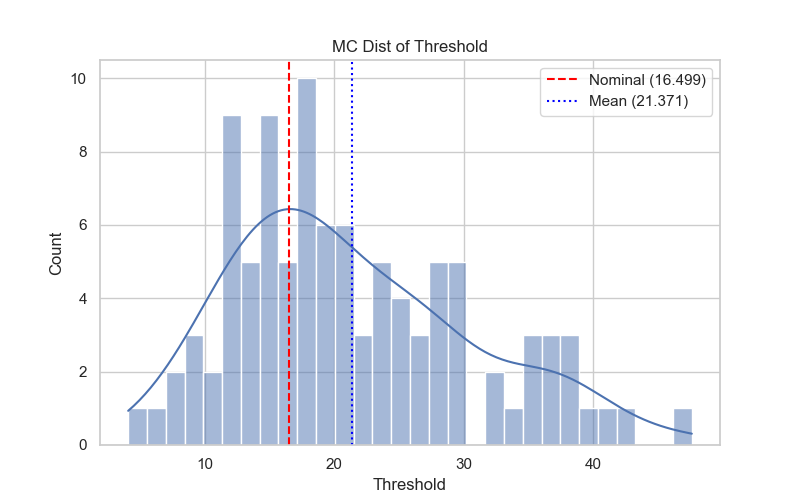 MC Dist of Threshold
Nominal (16.499)
Mean (21.371)
Count
10
8
6
4
2
0
10 20 30 40
Threshold